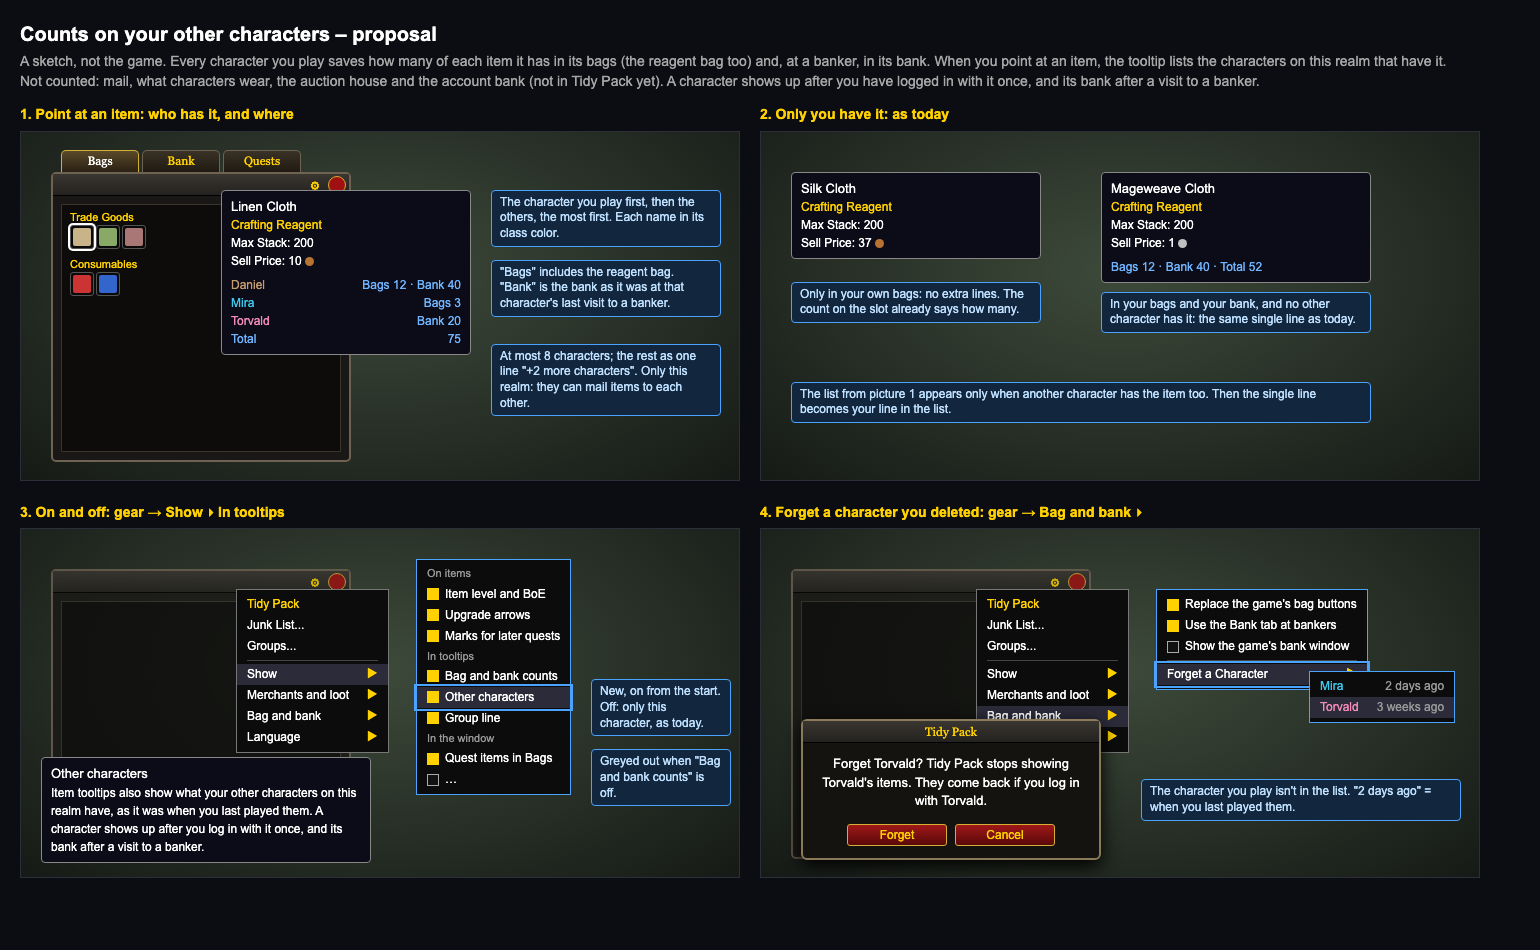 Counts on your other characters – proposal
A sketch, not the game. Every character you play saves how many of each item it has in its bags (the reagent bag too) and, at a banker, in its bank. When you point at an item, the tooltip lists the characters on this realm that have it.
Not counted: mail, what characters wear, the auction house and the account bank (not in Tidy Pack yet). A character shows up after you have logged in with it once, and its bank after a visit to a banker.
1. Point at an item: who has it, and where
Bags
Bank
Quests
Trade Goods
Consumables
Linen Cloth
Crafting Reagent
Max Stack: 200
Sell Price: 10
Daniel Bags 12 · Bank 40
Mira Bags 3
Torvald Bank 20
Total 75
The character you play first, then the
others, the most first. Each name in its
class color.
"Bags" includes the reagent bag.
"Bank" is the bank as it was at that
character's last visit to a banker.
At most 8 characters; the rest as one
line "+2 more characters". Only this
realm: they can mail items to each
other.
2. Only you have it: as today
Silk Cloth
Crafting Reagent
Max Stack: 200
Sell Price: 37
Only in your own bags: no extra lines. The
count on the slot already says how many.
Mageweave Cloth
Crafting Reagent
Max Stack: 200
Sell Price: 1
Bags 12 · Bank 40 · Total 52
In your bags and your bank, and no other
character has it: the same single line as today.
The list from picture 1 appears only when another character has the item too. Then the single line
becomes your line in the list.
3. On and off: gear → Show ▸ In tooltips
Tidy Pack
Junk List...
Groups...
Show
Merchants and loot
Bag and bank
Language
On items
Item level and BoE
Upgrade arrows
Marks for later quests
In tooltips
Bag and bank counts
Other characters
Group line
In the window
Quest items in Bags
...
New, on from the start.
Off: only this
character, as today.
Greyed out when "Bag
and bank counts" is
off.
Other characters
Item tooltips also show what your other characters on this
realm have, as it was when you last played them. A
character shows up after you log in with it once, and its
bank after a visit to a banker.
4. Forget a character you deleted: gear → Bag and bank ▸
Tidy Pack
Junk List...
Groups...
Show
Merchants and loot
Bag and bank
Replace the game's bag buttons
Use the Bank tab at bankers
Show the game's bank window
Forget a Character
Mira 2 days ago
Torvald 3 weeks ago
Tidy Pack
Forget Torvald? Tidy Pack stops showing
Torvald's items. They come back if you log in
with Torvald.
Forget
Cancel
The character you play isn't in the list. "2 days ago" =
when you last played them.